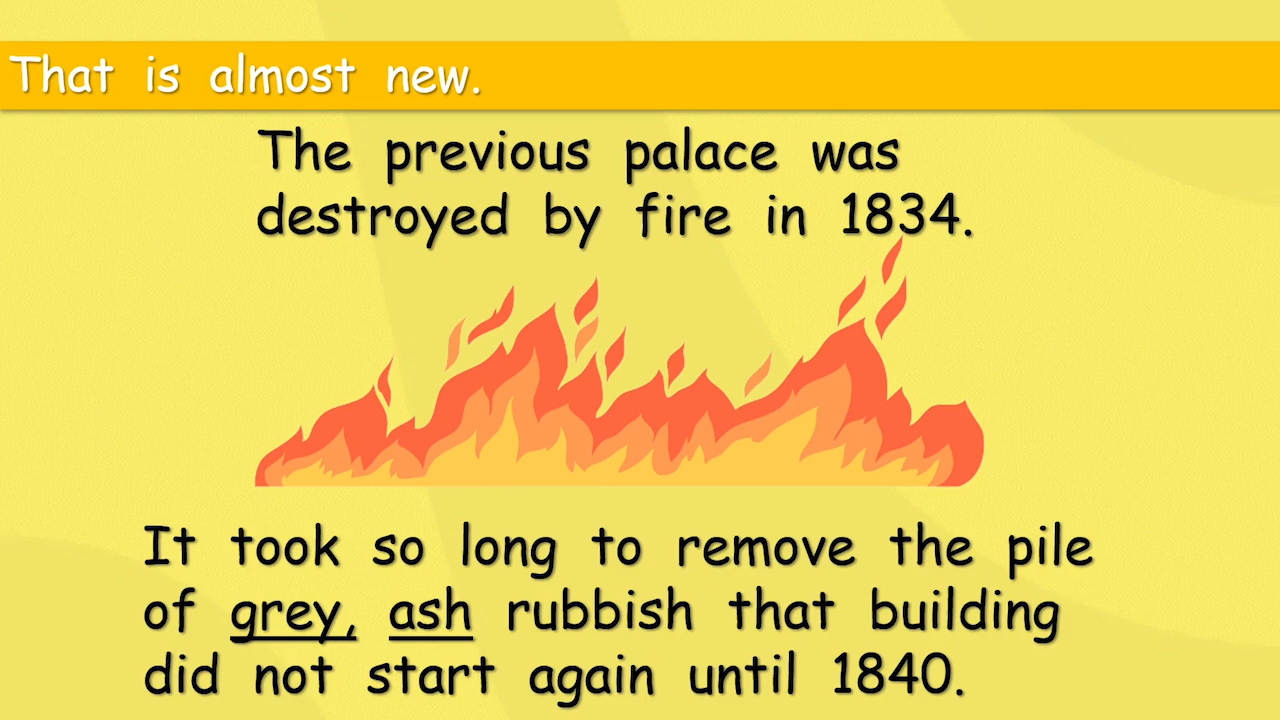 That is almost new.
The previous palace was
destroyed by fire in 1834.
It took so long to remove the pile
of grey, ash rubbish that building
did not start again until 1840.